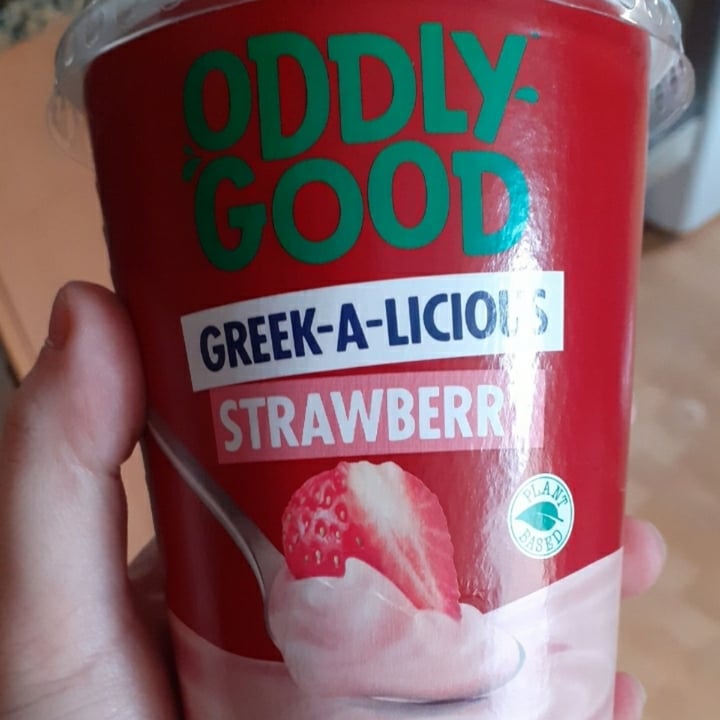 ODDLY-
GOOD
GREEK-A-LICIOUS
STRAWBERR
PLANT
BASED